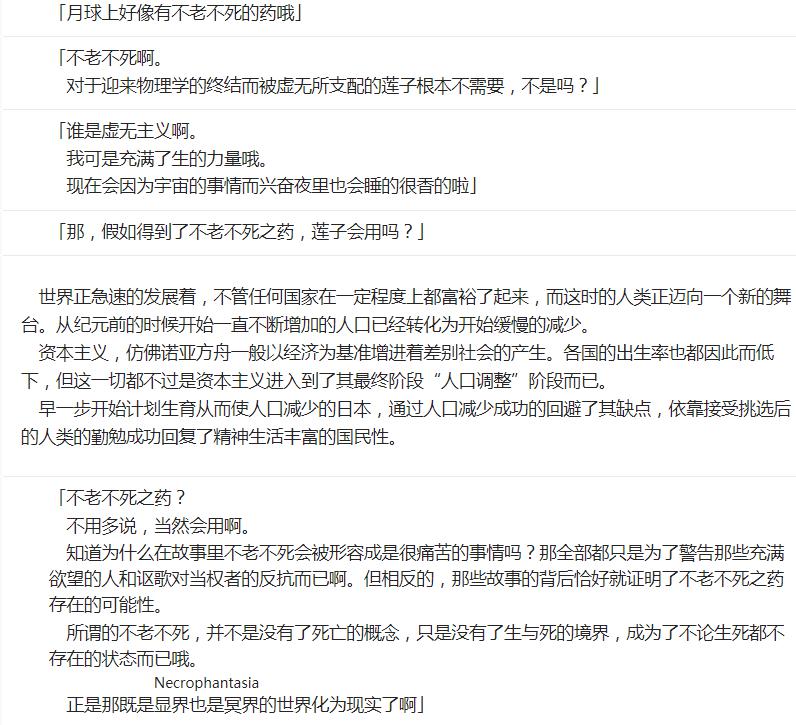 「月球上好像有不老不死的药哦」
「不老不死啊。
对于迎来物理学的终结而被虚无所支配的莲子根本不需要，不是吗？」
「谁是虚无主义啊。
我可是充满了生的力量哦。
现在会因为宇宙的事情而兴奋夜里也会睡的很香的啦」
「那，假如得到了不老不死之药，莲子会用吗？」
世界正急速的发展着，不管任何国家在一定程度上都富裕了起来，而这时的人类正迈向一个新的舞
台。从纪元前的时候开始一直不断增加的人口已经转化为开始缓慢的减少。
资本主义，仿佛诺亚方舟一般以经济为基准增进着差别社会的产生。各国的出生率也都因此而低
下，但这一切都不过是资本主义进入到了其最终阶段“人口调整”阶段而已。
早一步开始计划生育从而使人口减少的日本，通过人口减少成功的回避了其缺点，依靠接受挑选后
的人类的勤勉成功回复了精神生活丰富的国民性。
「不老不死之药？
不用多说，当然会用啊。
知道为什么在故事里不老不死会被形容成是很痛苦的事情吗？那全部都只是为了警告那些充满
欲望的人和讴歌对当权者的反抗而已啊。但相反的，那些故事的背后恰好就证明了不老不死之药
存在的可能性。
所谓的不老不死，并不是没有了死亡的概念，只是没有了生与死的境界，成为了不论生死都不
存在的状态而已哦。
Necrophantasia
正是那既是显界也是冥界的世界化为现实了啊」